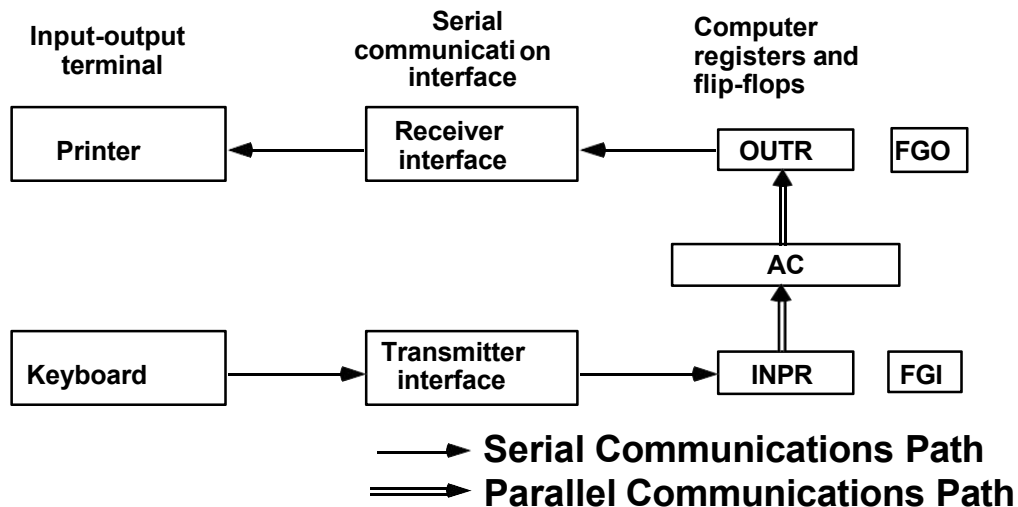 Input-output
terminal
Serial
communicati on
interface
Computer
registers and
flip-flops
Printer
Receiver
interface
OUTR
FGO
AC
Keyboard
Transmitter
interface
INPR
FGI
Serial Communications Path
Parallel Communications Path